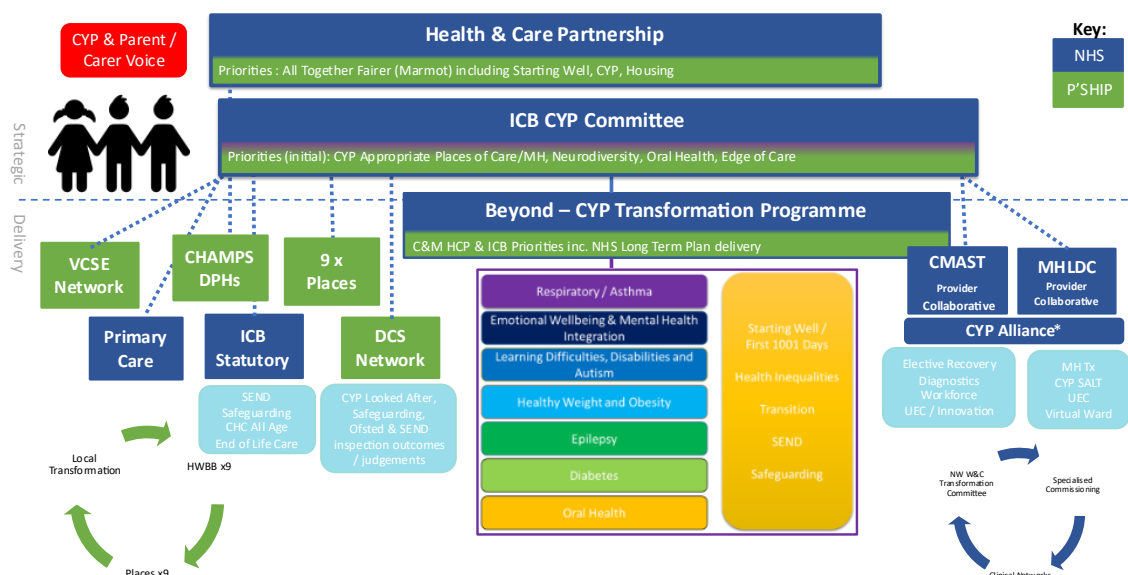 CYP & Parent /
Carer Voice
Health & Care Partnership
Priorities : All Together Fairer (Marmot) including Starting Well, CYP, Housing
Key:
NHS
P'SHIP
Strategic
ICB CYP Committee
Priorities (initial): CYP Appropriate Places of Care/MH, Neurodiversity, Oral Health, Edge of Care
Delivery
Beyond – CYP Transformation Programme
C&M HCP & ICB Priorities inc. NHS Long Term Plan delivery
VCSE
Network
CHAMPS
DPHs
9 x
Places
Primary
Care
ICB
Statutory
DCS
Network
SEND
Safeguarding
CHC All Age
End of Life Care
CYP Looked After,
Safeguarding,
Ofsted & SEND
inspection outcomes
/ judgements
Local
Transformation
HWBB x9
Places x9
Respiratory / Asthma
Emotional Wellbeing & Mental Health
Integration
Learning Difficulties, Disabilities and
Autism
Healthy Weight and Obesity
Epilepsy
Diabetes
Oral Health
Starting Well /
First 1001 Days
Health Inequalities
Transition
SEND
Safeguarding
CMAST
Provider
Collaborative
MHLDC
Provider
Collaborative
CYP Alliance*
Elective Recovery
Diagnostics
Workforce
UEC / Innovation
MH Tx
CYP SALT
UEC
Virtual Ward
NW W&C
Transformation
Committee
Specialised
Commissioning
Clinical Networks